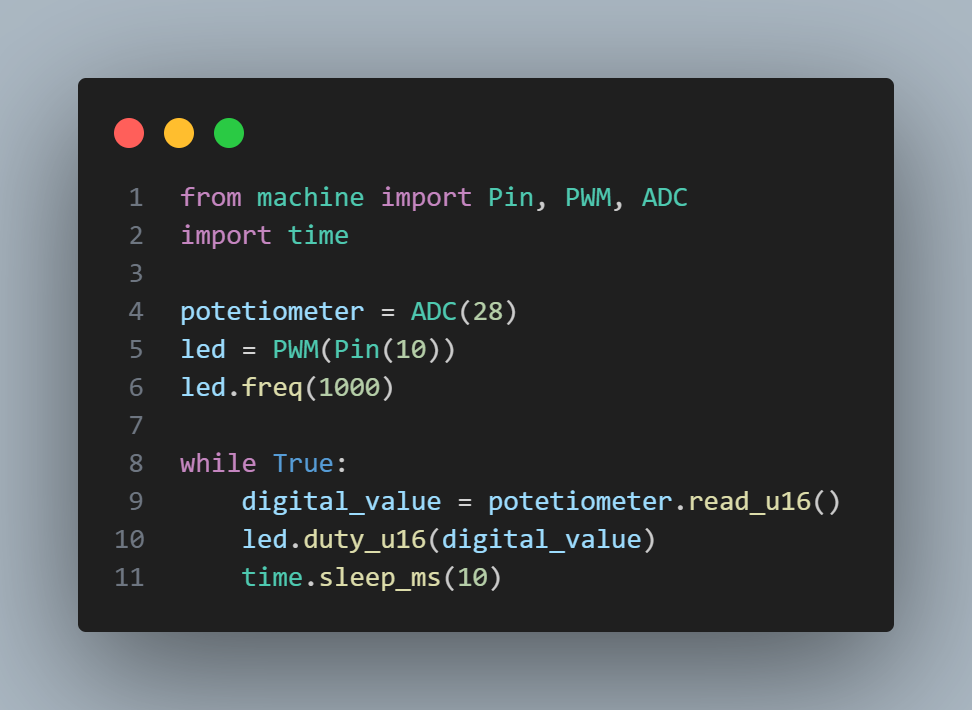 1 from machine import Pin, PWM, ADC
2 import time
3
4 potetiometer = ADC(28)
5 led = PWM(Pin(10))
6 led.freq(1000)
7
8 while True:
9     digital_value = potetiometer.read_u16()
10     led.duty_u16(digital_value)
11     time.sleep_ms(10)